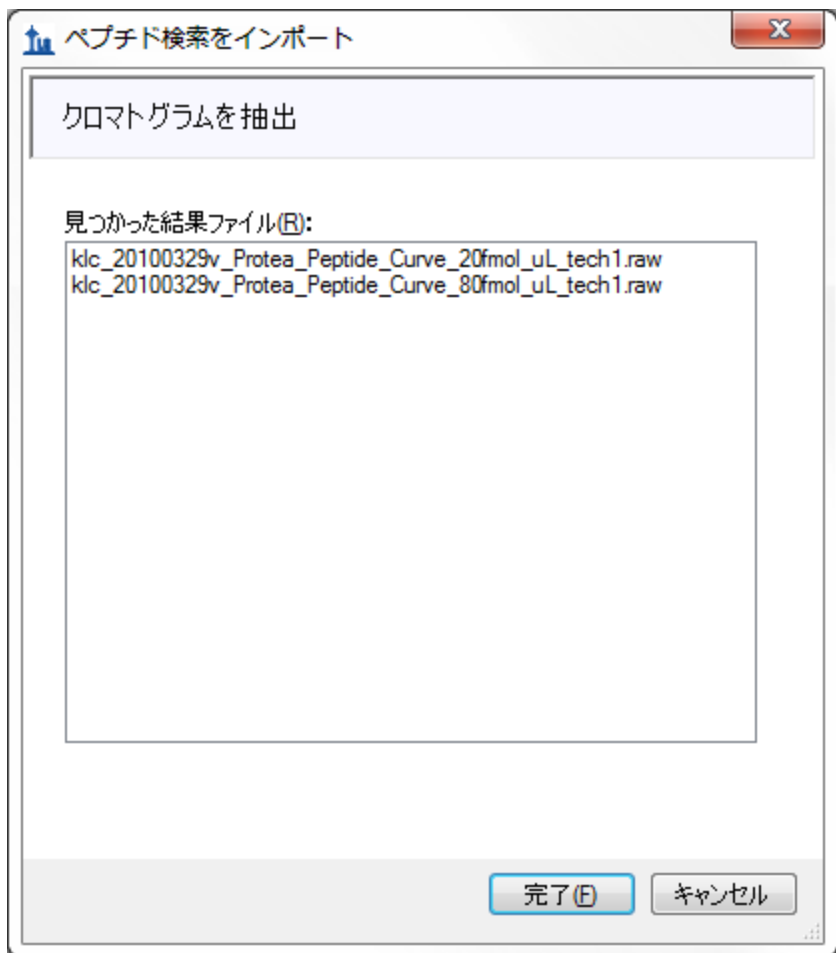 ペプチド検索をインポート
クロマトグラムを抽出
見つかった結果ファイル(R):
klc_20100329v_Protea_Peptide_Curve_20fmol_uL_tech1.raw
klc_20100329v_Protea_Peptide_Curve_80fmol_uL_tech1.raw
完了(F) キャンセル